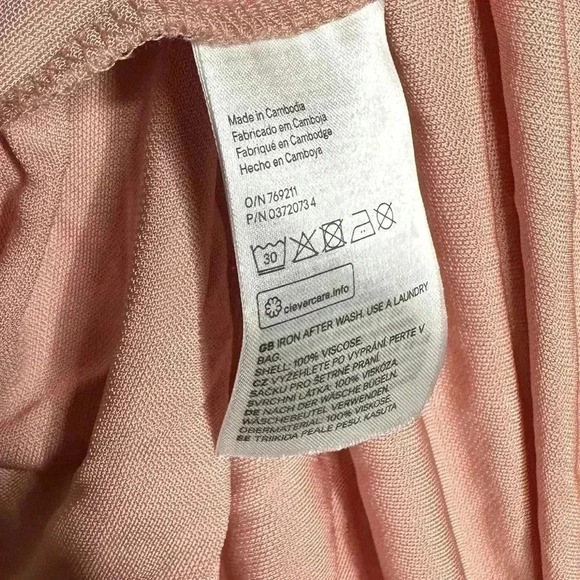 Made in Cambodia
Fabricado em Camboja
Fabriqué en Cambodge
Hecho en Camboya
O/N 769211
P/N 03720734
30
clevercare.info
GB IRON AFTER WASH. USE A LAUNDRY
BAG.
SHELL: 100% VISCOSE
CZ VYŽEHLETE PO VYPRÁNÍ. PERTE V
SÁČKU PRO ŠETRNÉ PRANÍ
SVRCHNI LÁTKA: 100% VISKÓZA
DE NACH DER WÄSCHE BÜGELN.
WÄSCHEBEUTEL VERWENDEN.
OBERMATERIAL: 100% VISKOSE
EE TRIIKIDA PEALE PESU. KASUTA